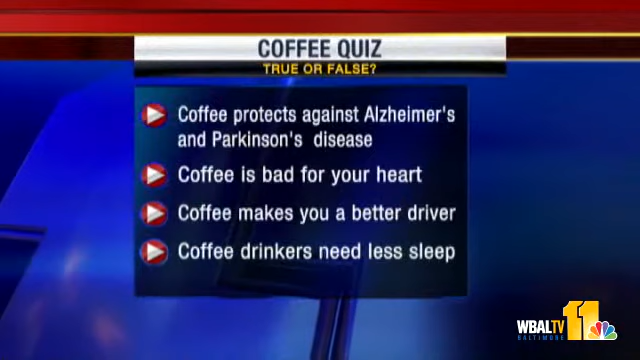 COFFEE QUIZ
TRUE OR FALSE?
Coffee protects against Alzheimer's
and Parkinson's disease
Coffee is bad for your heart
Coffee makes you a better driver
Coffee drinkers need less sleep
WBALTV 11
BALTIMORE